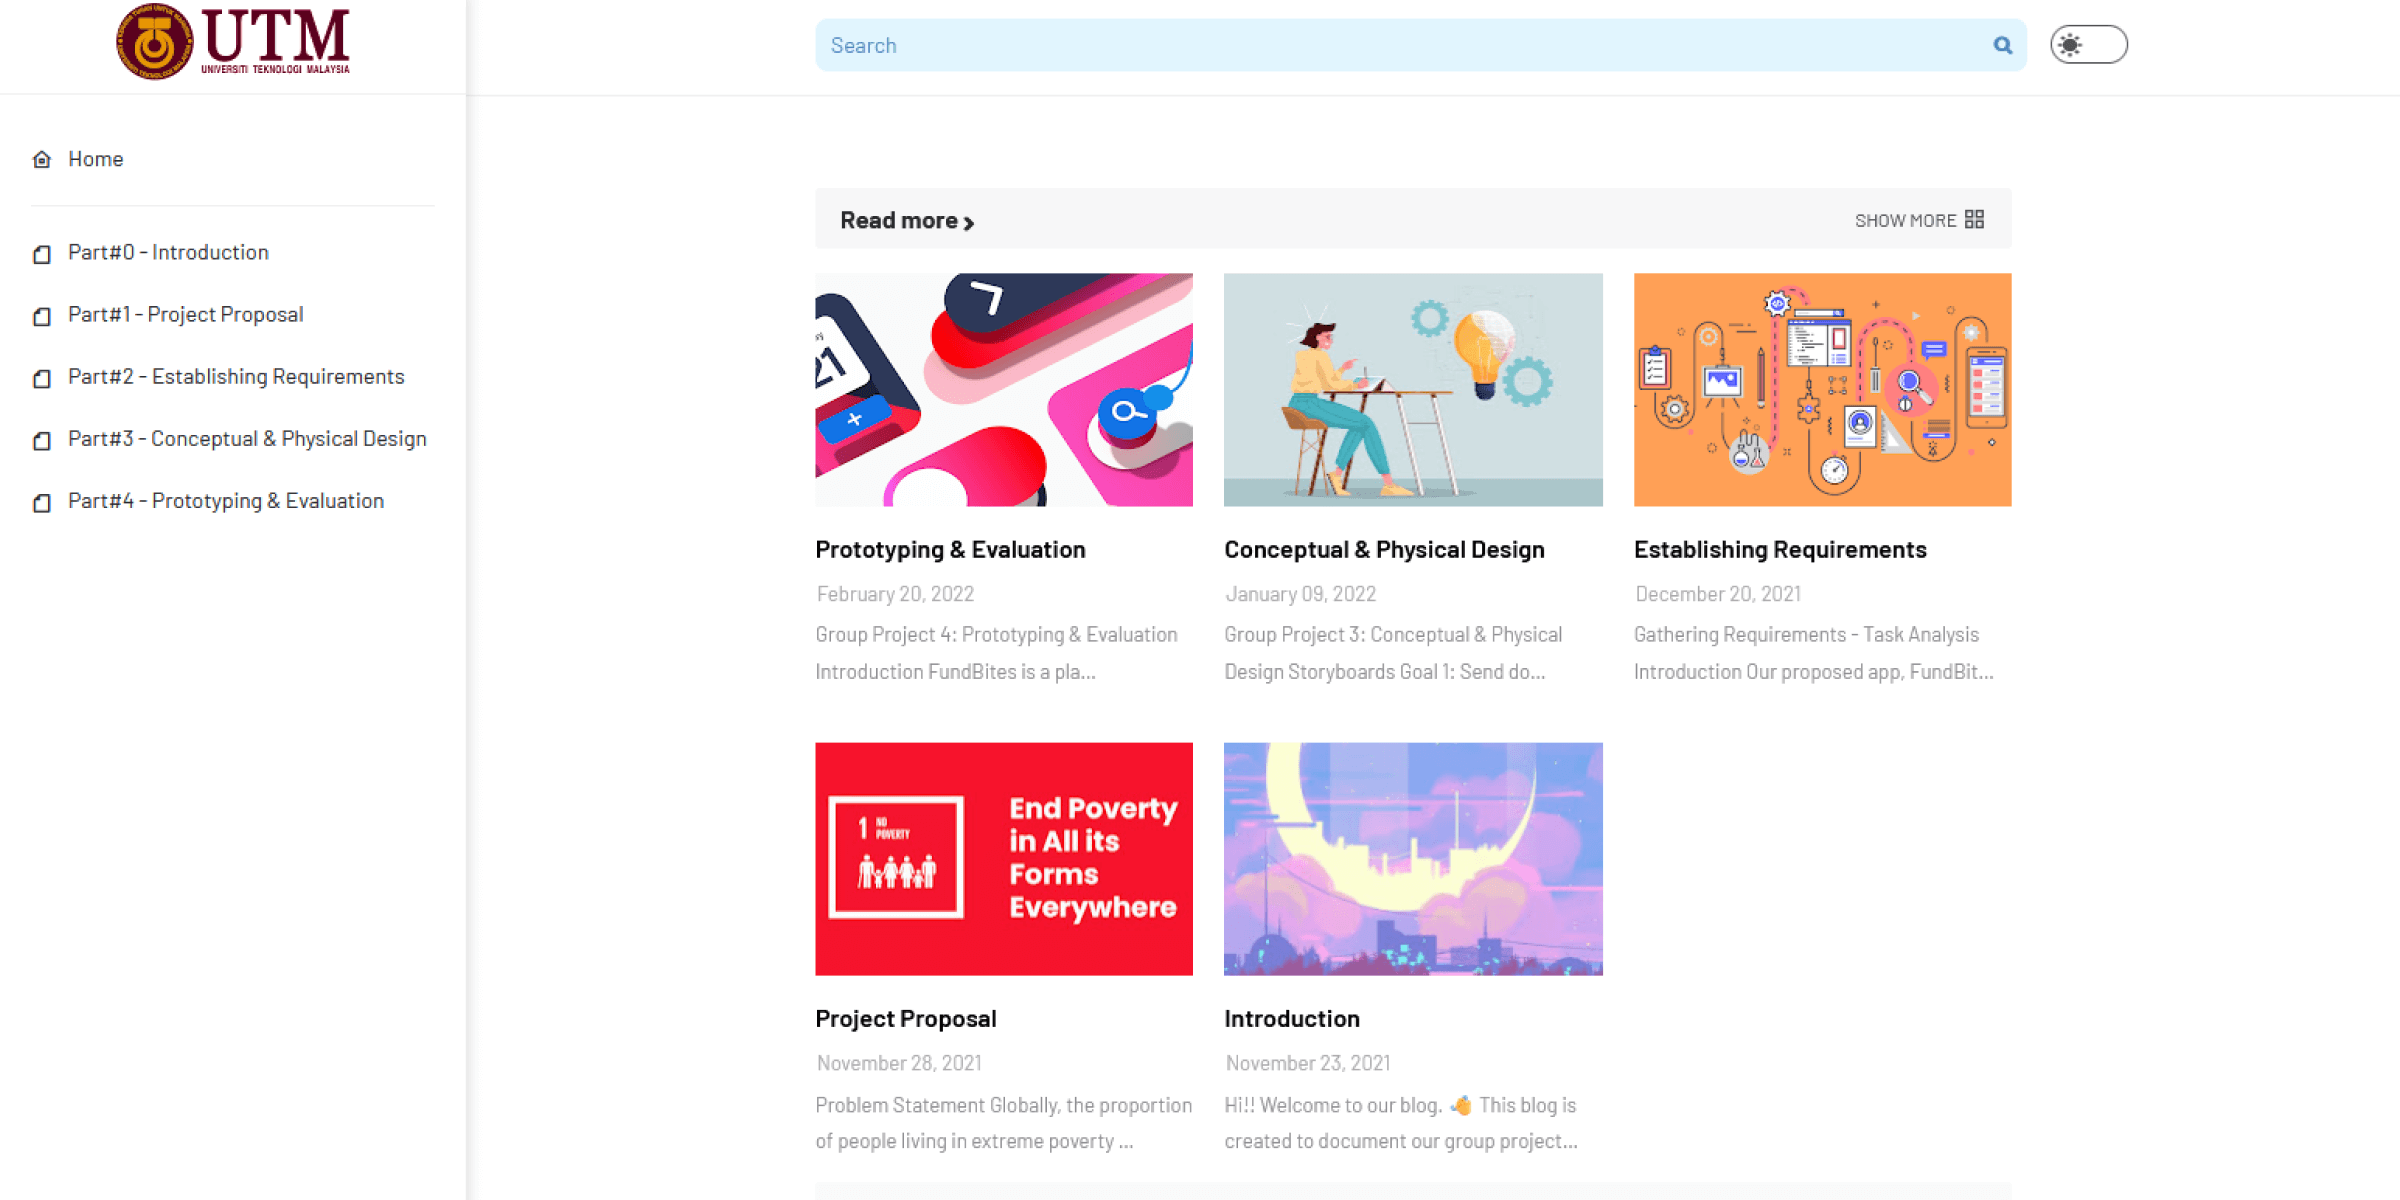 UTM
UNIVERSITI TEKNOLOGI MALAYSIA
Search
Home
Part#0 - Introduction
Part#1 - Project Proposal
Part#2 - Establishing Requirements
Part#3 - Conceptual & Physical Design
Part#4 - Prototyping & Evaluation
Read more
SHOW MORE
21
Prototyping & Evaluation
February 20, 2022
Group Project 4: Prototyping & Evaluation
Introduction FundBites is a pla...
Conceptual & Physical Design
January 09, 2022
Group Project 3: Conceptual & Physical
Design Storyboards Goal 1: Send do...
Establishing Requirements
December 20, 2021
Gathering Requirements - Task Analysis
Introduction Our proposed app, FundBit...
1 NO
POVERTY
End Poverty
in All its
Forms
Everywhere
Project Proposal
November 28, 2021
Problem Statement Globally, the proportion
of people living in extreme poverty ...
Introduction
November 23, 2021
Hi!! Welcome to our blog. 👋 This blog is
created to document our group project...